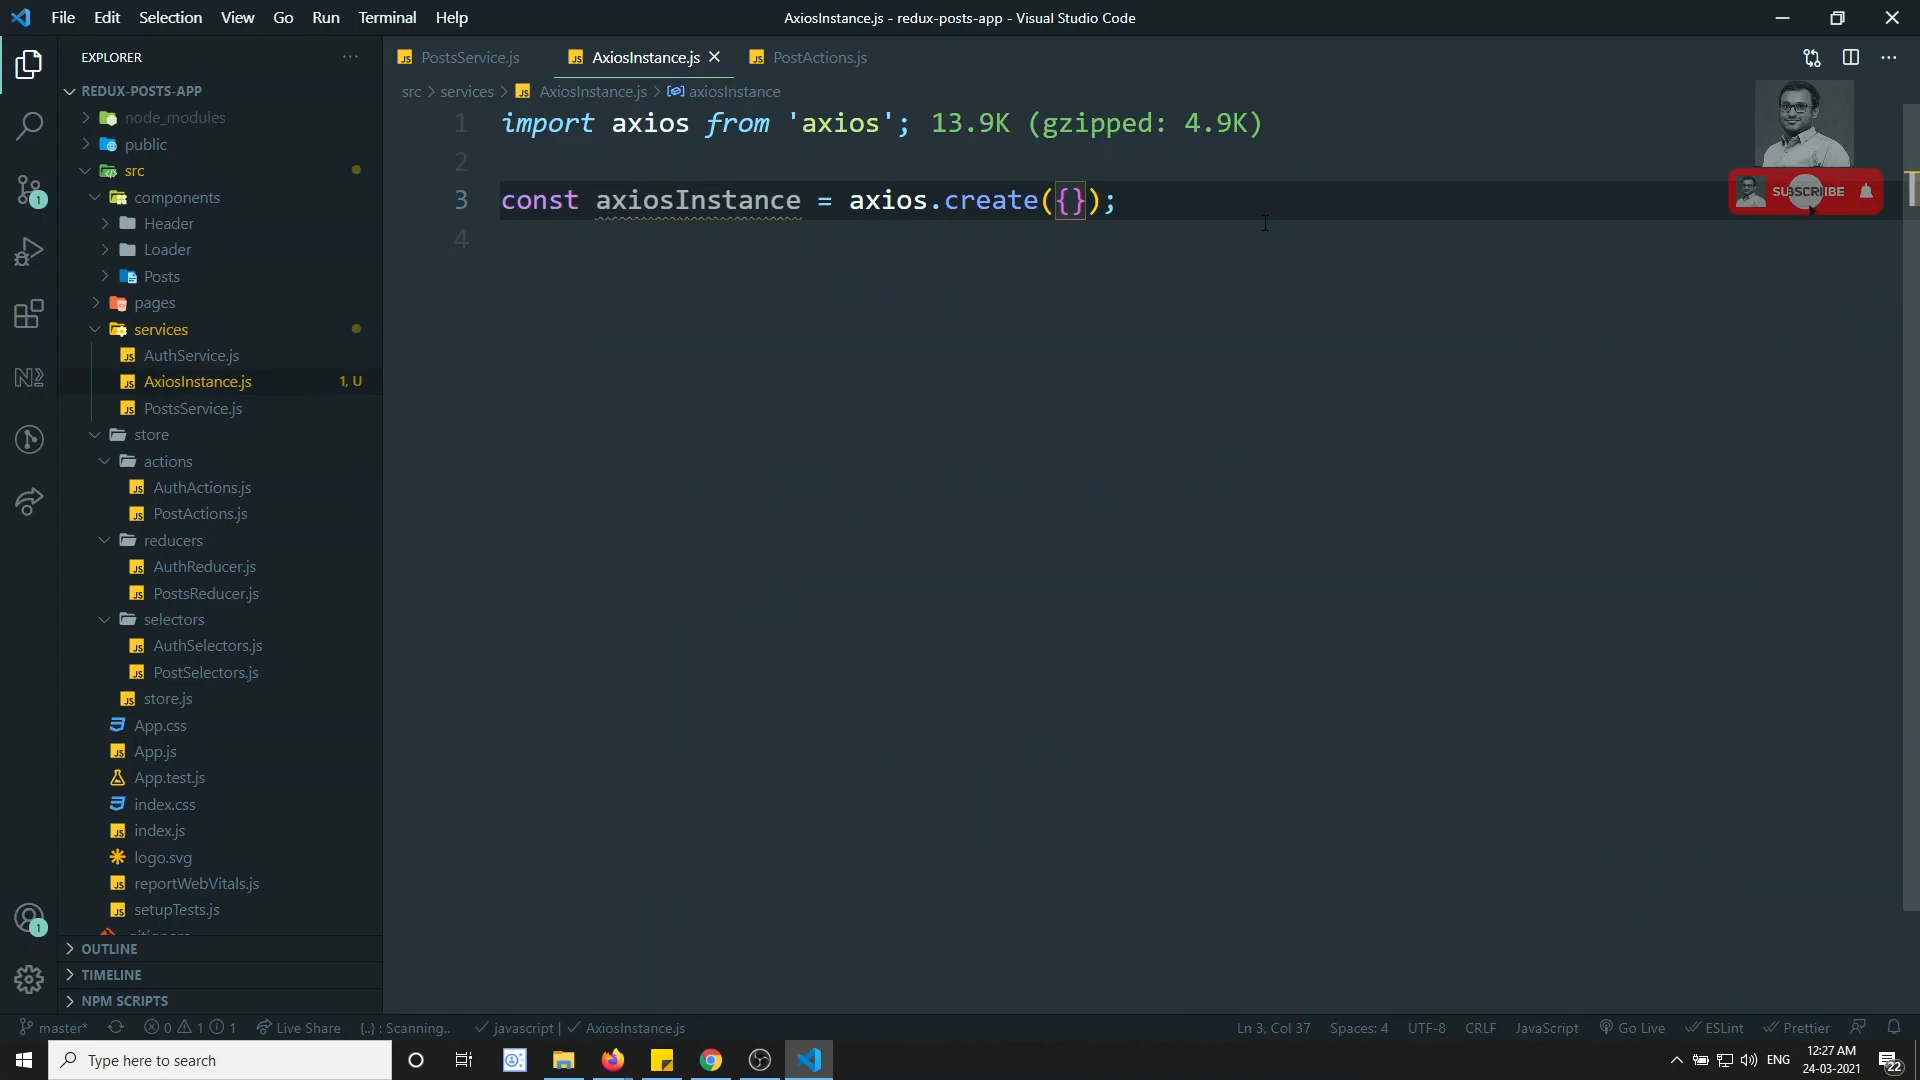 File Edit Selection View Go Run Terminal Help
AxiosInstance.js - redux-posts-app - Visual Studio Code
EXPLORER
PostsService.js
AxiosInstance.js
PostActions.js
src > services > AxiosInstance.js > axiosInstance
REDUX-POSTS-APP
node_modules
public
src
components
Header
Loader
Posts
pages
services
AuthService.js
AxiosInstance.js 1, U
PostsService.js
store
actions
AuthActions.js
PostActions.js
reducers
AuthReducer.js
PostsReducer.js
selectors
AuthSelectors.js
PostSelectors.js
store.js
App.css
App.js
App.test.js
index.css
index.js
logo.svg
reportWebVitals.js
setupTests.js
.gitignore
OUTLINE
TIMELINE
NPM SCRIPTS
1 import axios from 'axios'; 13.9K (gzipped: 4.9K)
2
3 const axiosInstance = axios.create({});
4
SUBSCRIBE
1
1
master* 0 1 1 Live Share {..} : Scanning.. javascript | AxiosInstance.js
Ln 3, Col 37 Spaces: 4 UTF-8 CRLF JavaScript Go Live ESLint Prettier
Type here to search
ENG
12:27 AM
24-03-2021
22